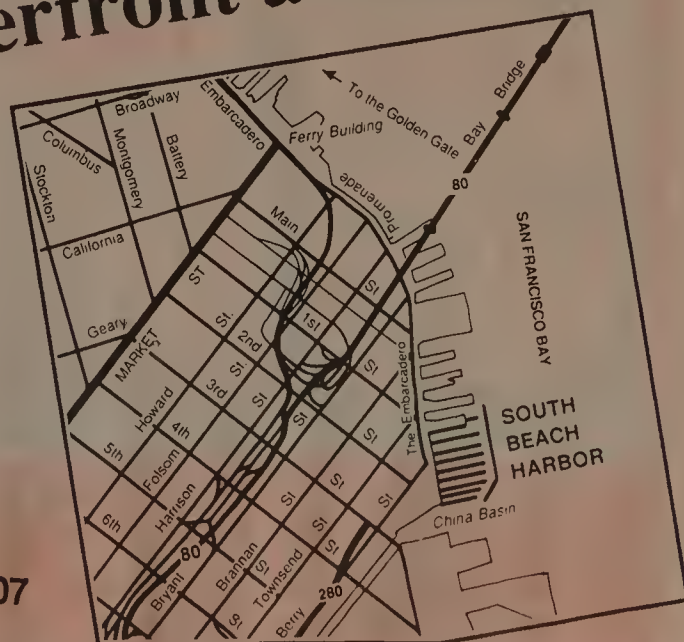 Broadway
Embarcadero
To the Golden Gate
Bay Bridge
80
Ferry Building
Columbus
Montgomery
Battery
Stockton
California
Geary
MARKET ST
Promenade
Main St
1st St
2nd St
3rd St
4th St
5th
6th
Howard St.
Folsom St.
Harrison St
Bryant St
Brannan St
Townsend St
Berry
80
280
The Embarcadero
SAN FRANCISCO BAY
SOUTH
BEACH
HARBOR
China Basin
07